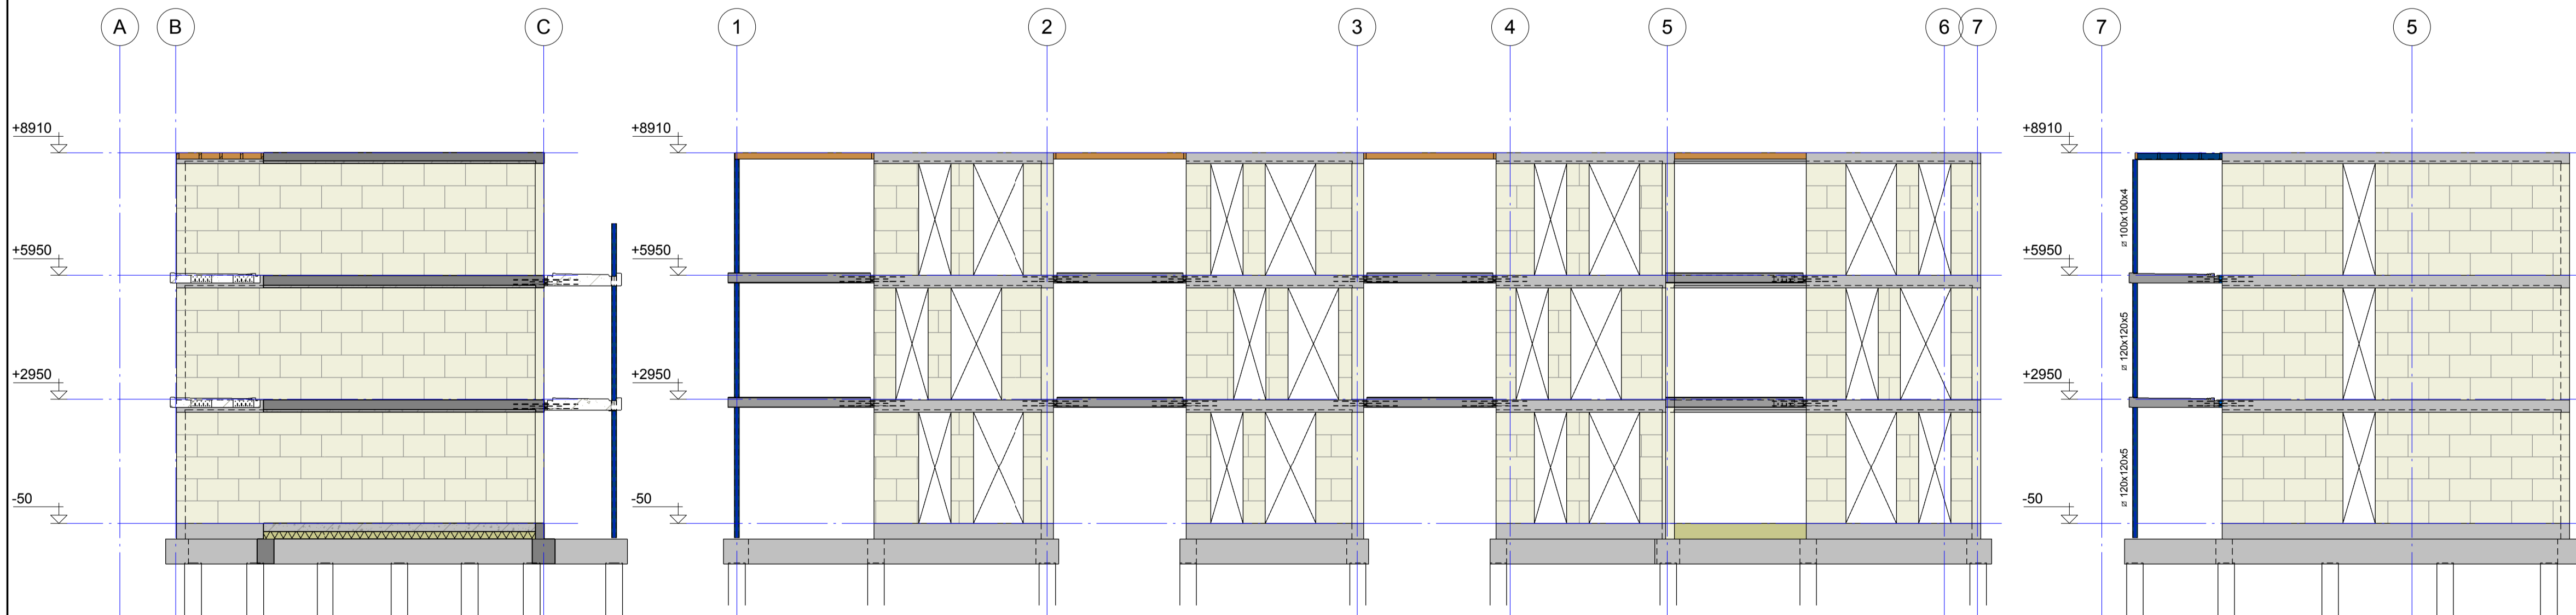 A B C 1 2 3 4 5 6 7 7 5
+8910 +8910 +8910
⌀ 100x100x4
+5950 +5950 +5950
⌀ 120x120x5
+2950 +2950 +2950
⌀ 120x120x5
-50 -50 -50